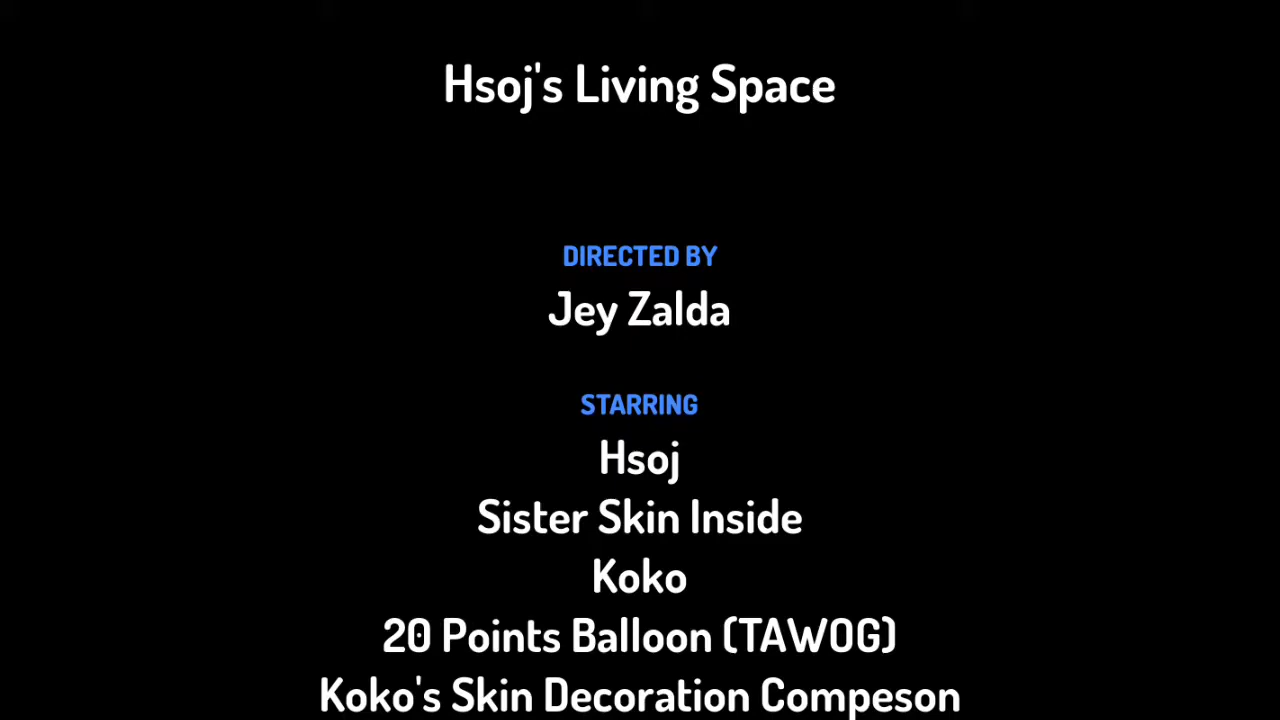 Hsoj's Living Space
DIRECTED BY
Jey Zalda
STARRING
Hsoj
Sister Skin Inside
Koko
20 Points Balloon (TAWOG)
Koko's Skin Decoration Compeson